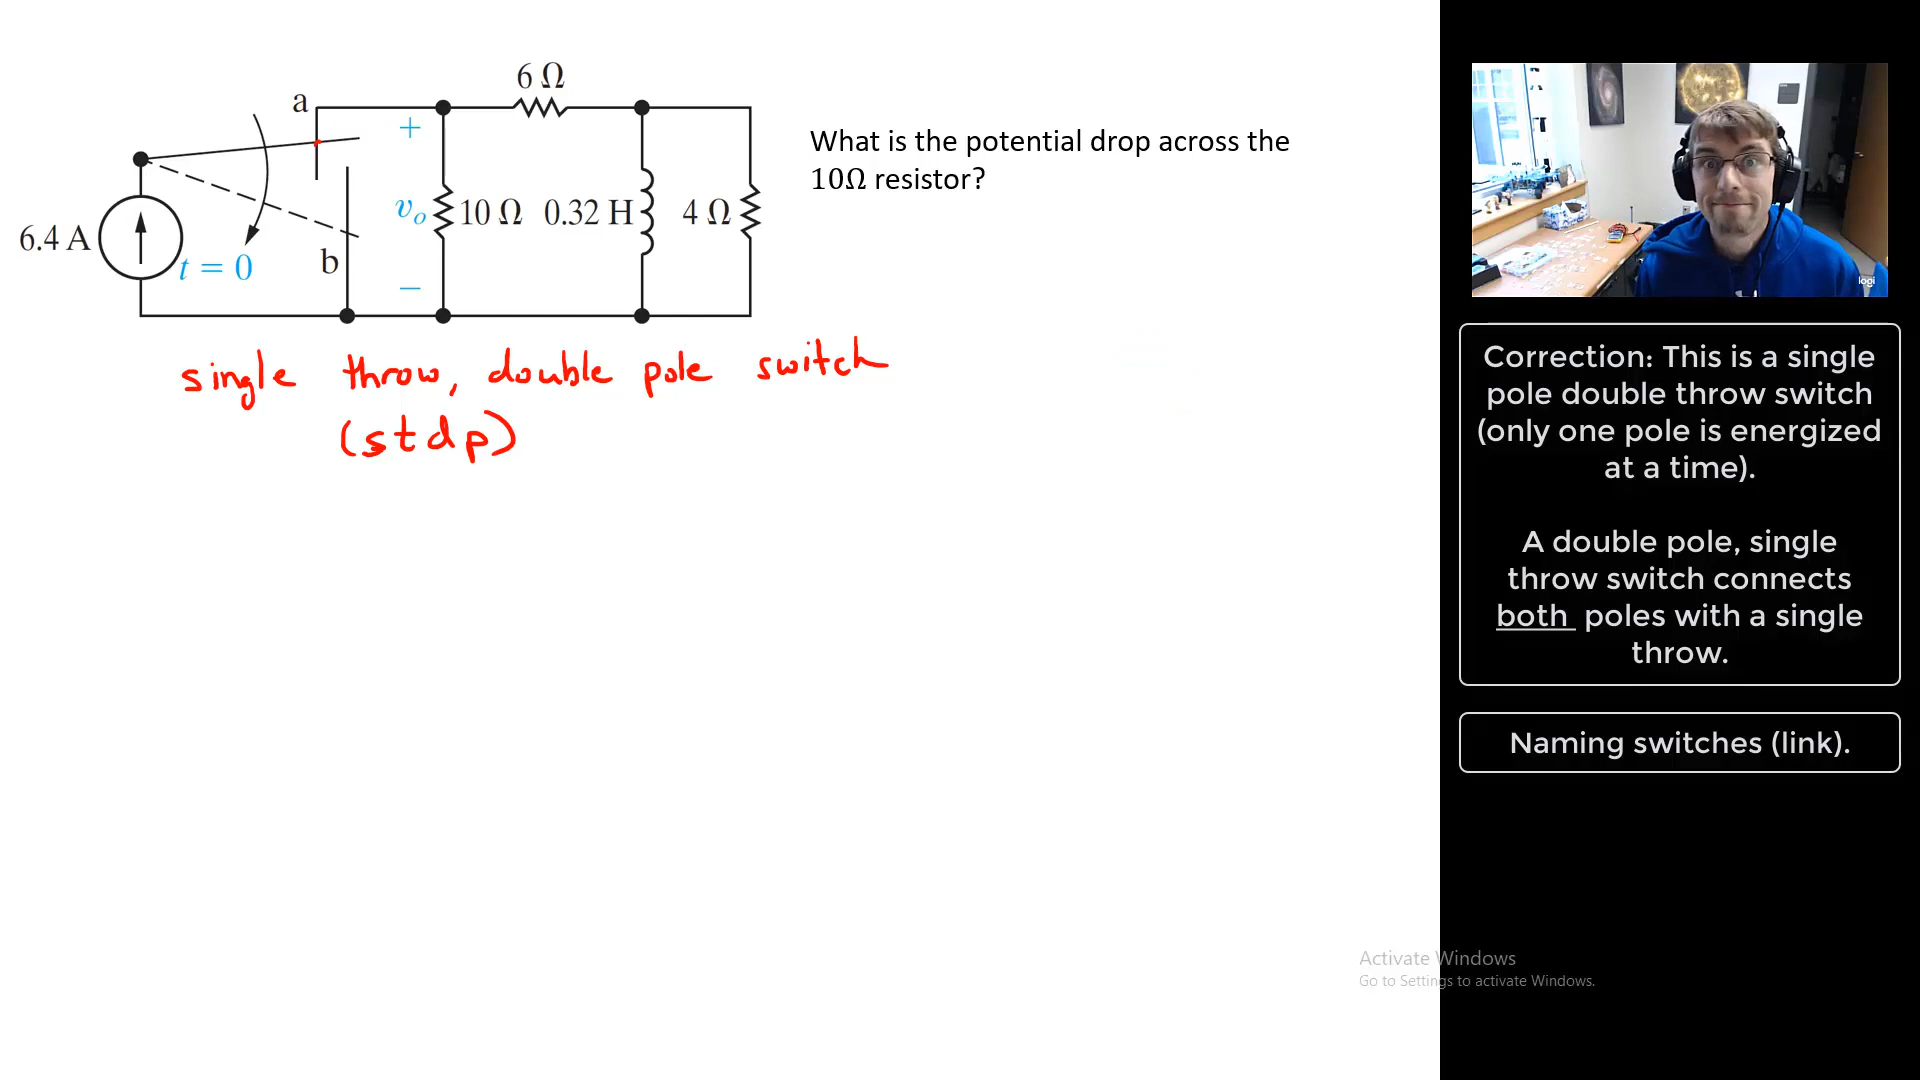 6 Ω
a
+
What is the potential drop across the
10Ω resistor?
6.4 A
t = 0
b
vo
10 Ω
0.32 H
4 Ω
−
single throw, double pole switch
(stdp)
logi
Correction: This is a single
pole double throw switch
(only one pole is energized
at a time).
A double pole, single
throw switch connects
both poles with a single
throw.
Naming switches (link).
Activate Windows
Go to Settings to activate Windows.